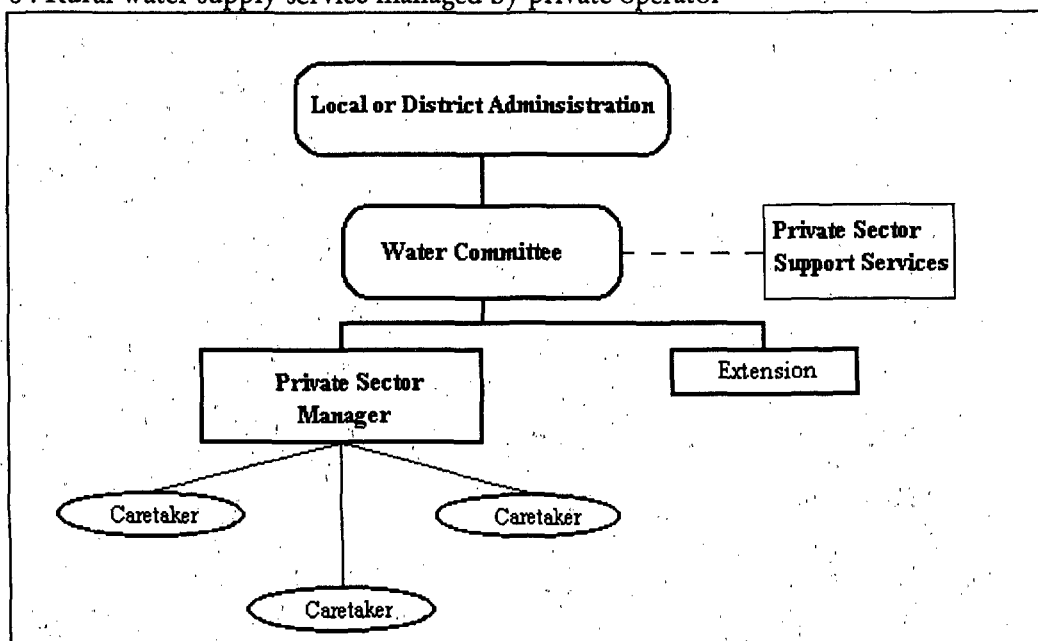 Rural water supply service managed by private operator
Local or District Adminsistration
Water Committee
Private Sector
Support Services
Private Sector
Manager
Extension
Caretaker
Caretaker
Caretaker